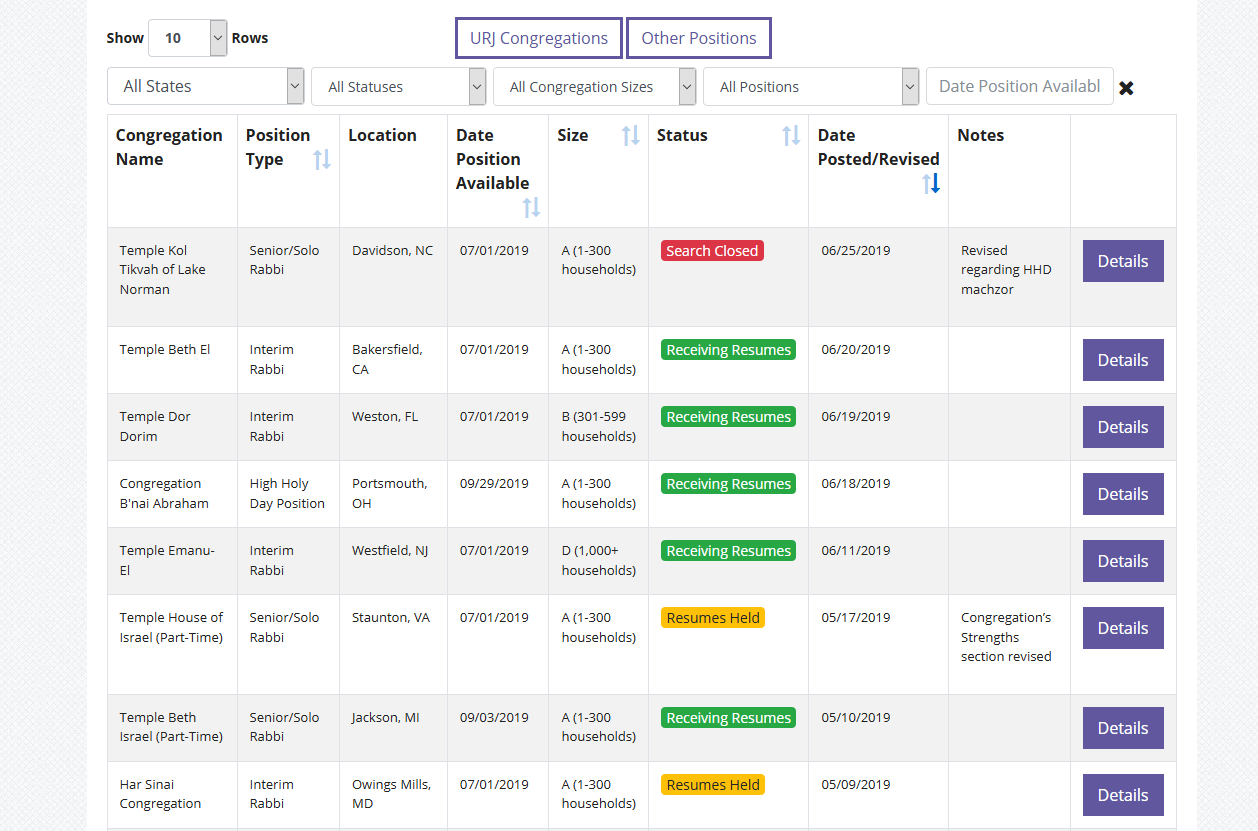 Show 10 Rows
URJ Congregations Other Positions
All States All Statuses All Congregation Sizes All Positions Date Position Availabl
Congregation Name
Position Type
Location
Date Position Available
Size
Status
Date Posted/Revised
Notes
Temple Kol Tikvah of Lake Norman
Senior/Solo Rabbi
Davidson, NC
07/01/2019
A (1-300 households)
Search Closed
06/25/2019
Revised regarding HHD machzor
Details
Temple Beth El
Interim Rabbi
Bakersfield, CA
07/01/2019
A (1-300 households)
Receiving Resumes
06/20/2019
Details
Temple Dor Dorim
Interim Rabbi
Weston, FL
07/01/2019
B (301-599 households)
Receiving Resumes
06/19/2019
Details
Congregation B'nai Abraham
High Holy Day Position
Portsmouth, OH
09/29/2019
A (1-300 households)
Receiving Resumes
06/18/2019
Details
Temple Emanu-El
Interim Rabbi
Westfield, NJ
07/01/2019
D (1,000+ households)
Receiving Resumes
06/11/2019
Details
Temple House of Israel (Part-Time)
Senior/Solo Rabbi
Staunton, VA
07/01/2019
A (1-300 households)
Resumes Held
05/17/2019
Congregation’s Strengths section revised
Details
Temple Beth Israel (Part-Time)
Senior/Solo Rabbi
Jackson, MI
09/03/2019
A (1-300 households)
Receiving Resumes
05/10/2019
Details
Har Sinai Congregation
Interim Rabbi
Owings Mills, MD
07/01/2019
A (1-300 households)
Resumes Held
05/09/2019
Details